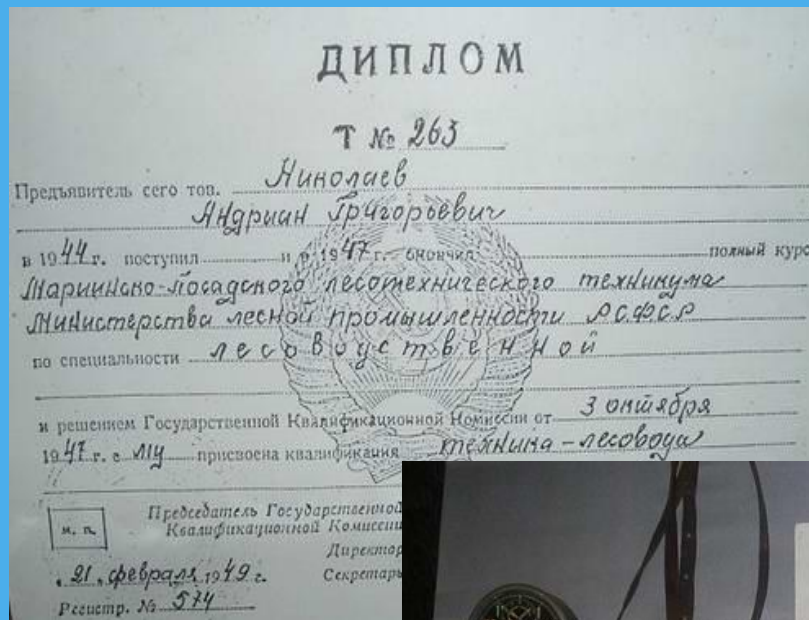 ДИПЛОМ
Т № 263
Предъявитель сего тов. Николаев
Андриан Григорьевич
в 1944 г. поступил и в 1947 г. окончил полный курс
Мариинско-Посадского лесотехнического техникума
Министерства лесной промышленности РСФСР
по специальности лесоводственной
и решением Государственной Квалификационной Комиссии от 3 октября
1947 г. с присвоена квалификация техника-лесовода
м. п.
Председатель Государственной
Квалификационной Комиссии
Директор
Секретарь
21 февраля 1949 г.
Регистр. № 574